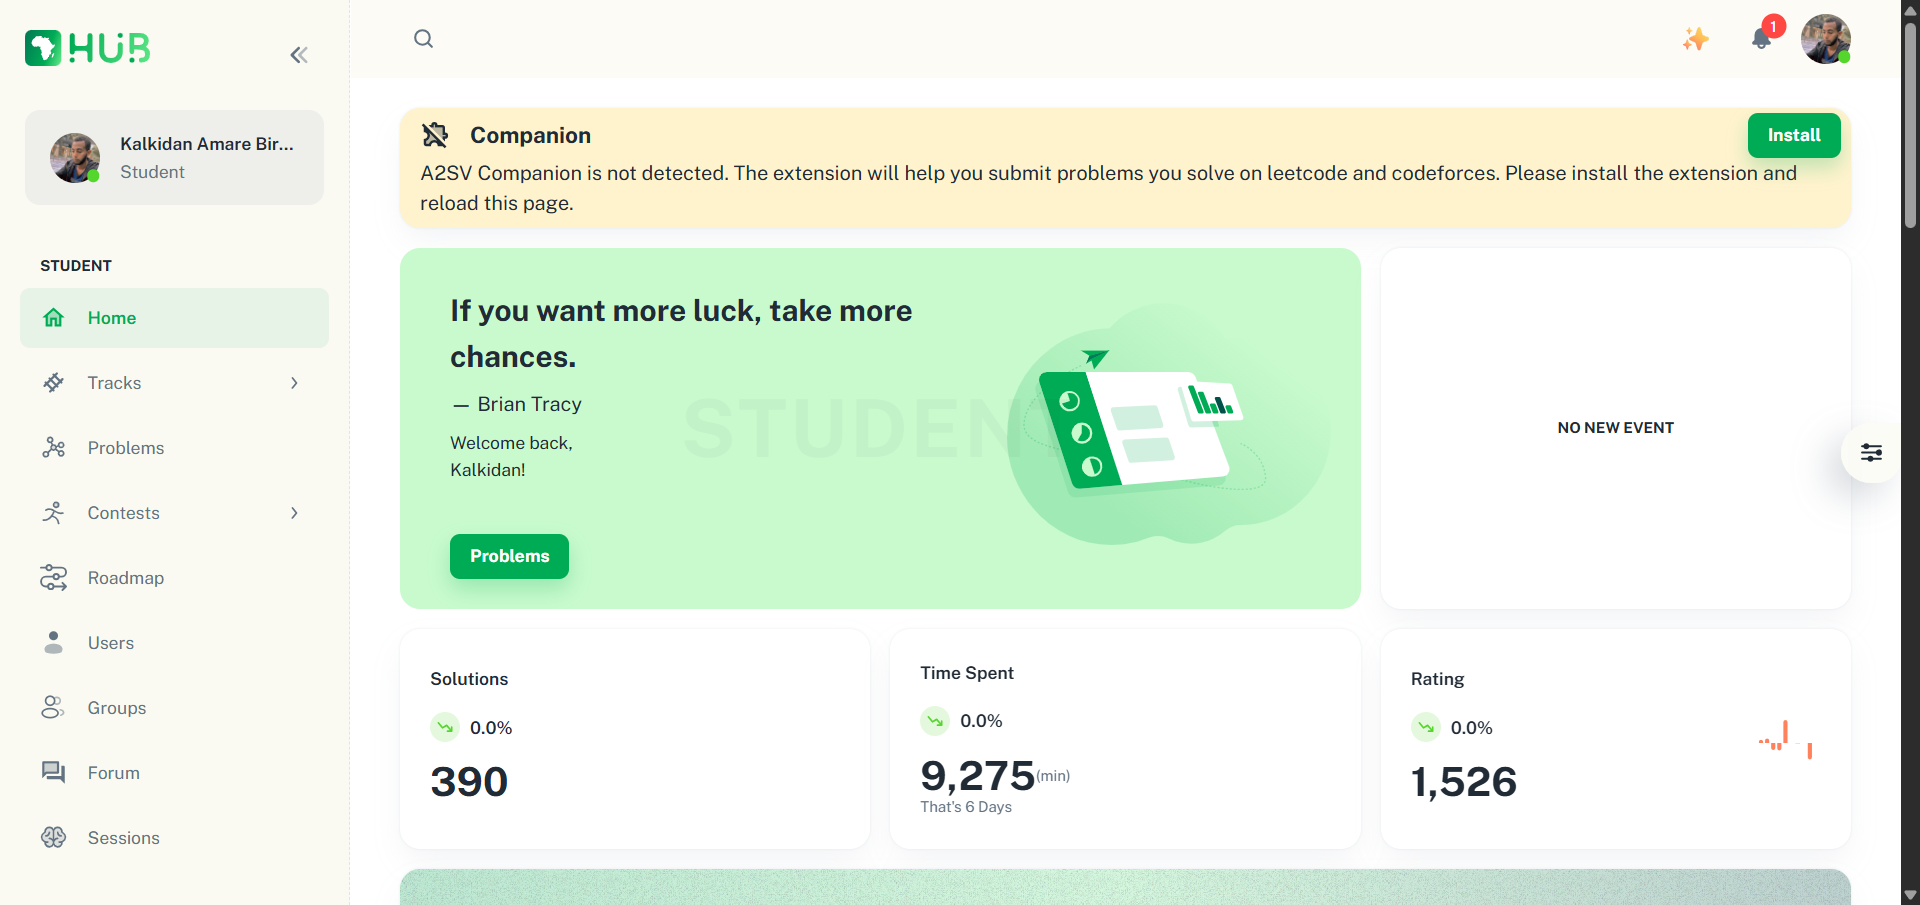 HUB
Kalkidan Amare Bir...
Student
STUDENT
Home
Tracks
Problems
Contests
Roadmap
Users
Groups
Forum
Sessions
1
Companion
Install
A2SV Companion is not detected. The extension will help you submit problems you solve on leetcode and codeforces. Please install the extension and
reload this page.
If you want more luck, take more
chances.
— Brian Tracy
Welcome back,
Kalkidan!
STUDENT
Problems
NO NEW EVENT
Solutions
0.0%
390
Time Spent
0.0%
9,275(min)
That's 6 Days
Rating
0.0%
1,526